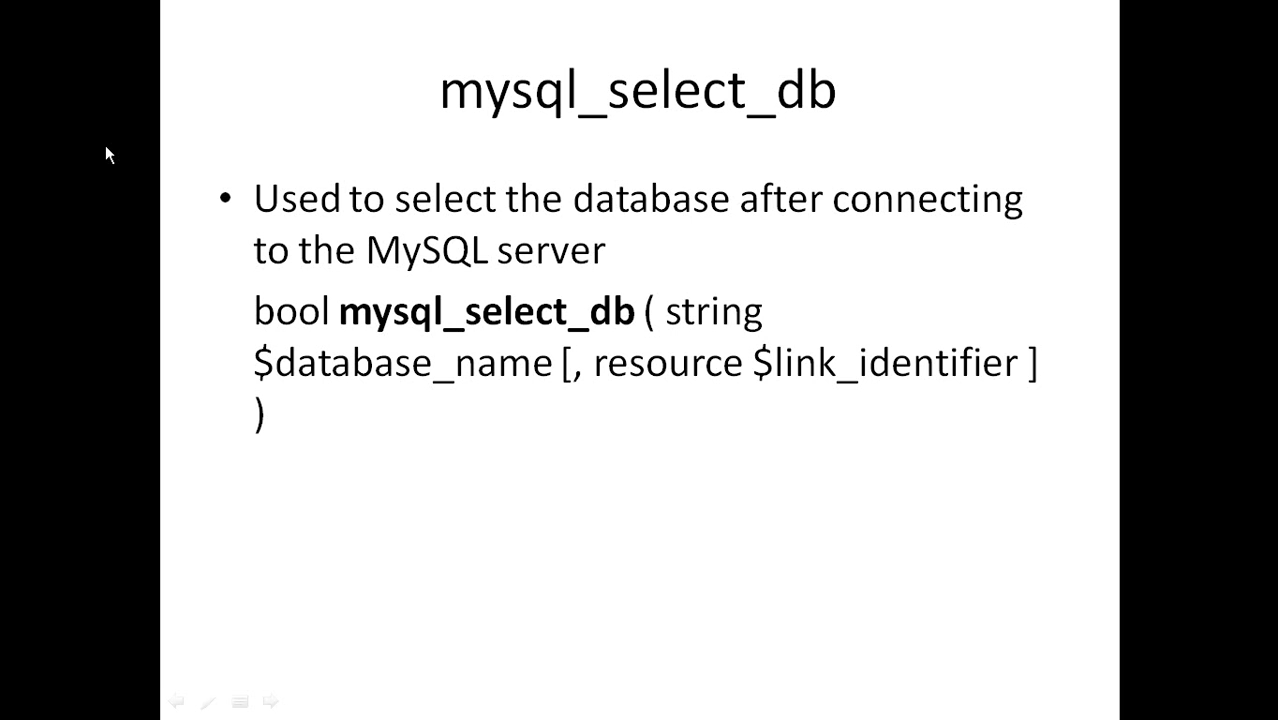 mysql_select_db
• Used to select the database after connecting
to the MySQL server
bool mysql_select_db ( string
$database_name [, resource $link_identifier ]
)